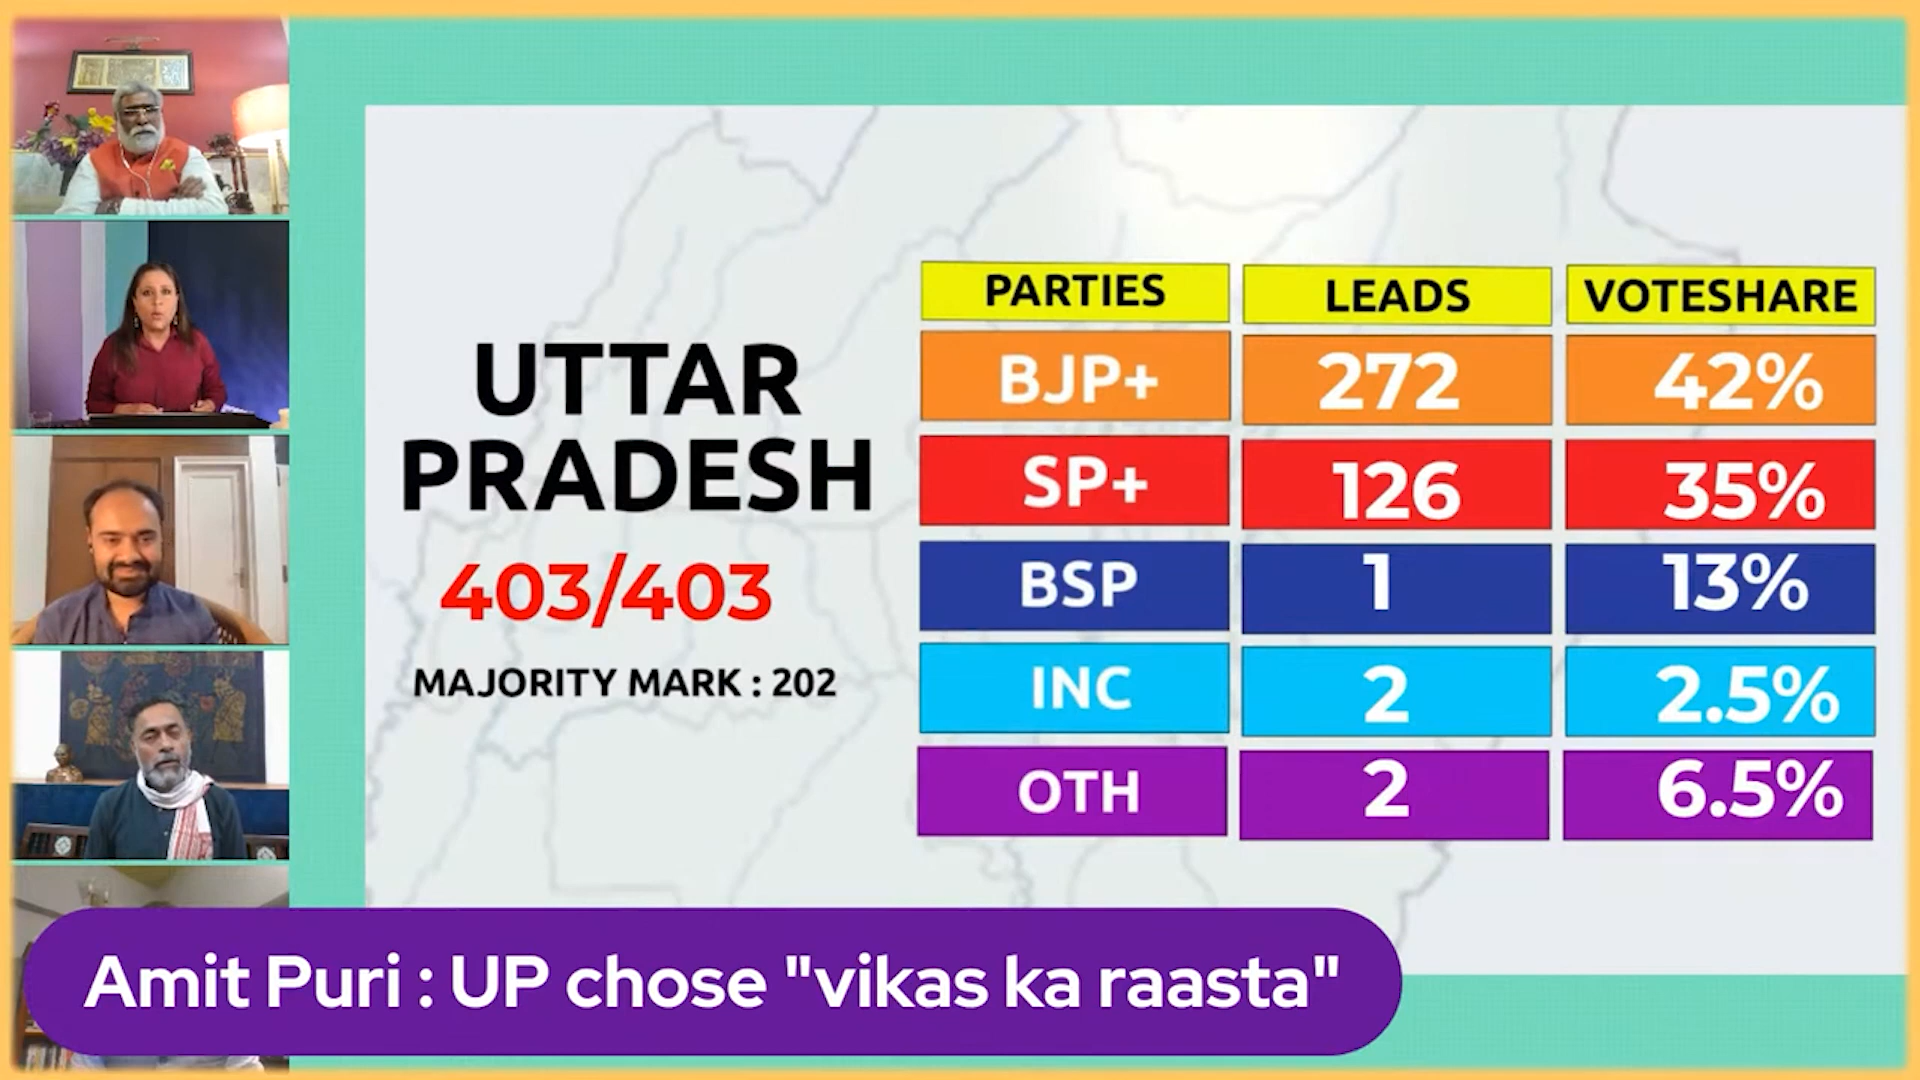 UTTAR
PRADESH
403/403
MAJORITY MARK : 202
PARTIES LEADS VOTESHARE
BJP+ 272 42%
SP+ 126 35%
BSP 1 13%
INC 2 2.5%
OTH 2 6.5%
Amit Puri : UP chose "vikas ka raasta"